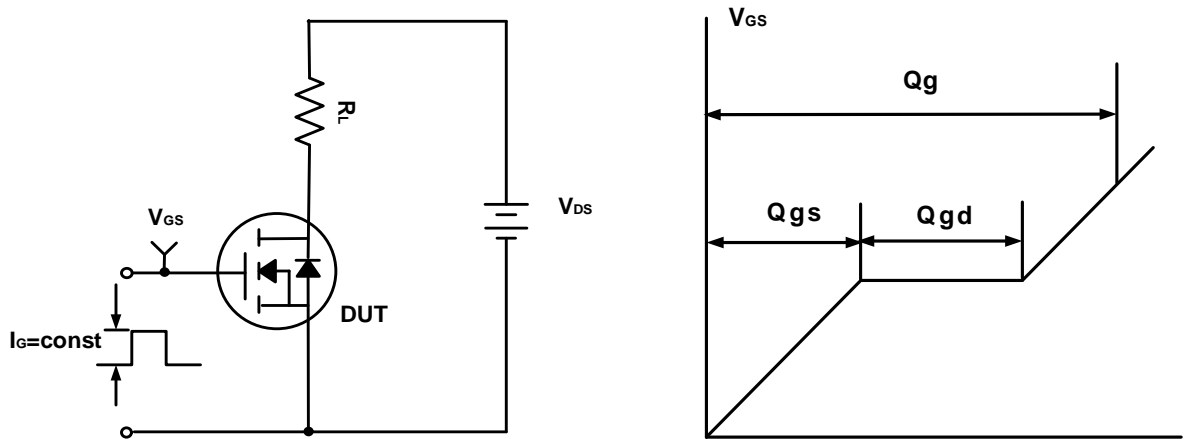 VGS
IG=const
RL
VDS
DUT
VGS
Qg
Qgs
Qgd